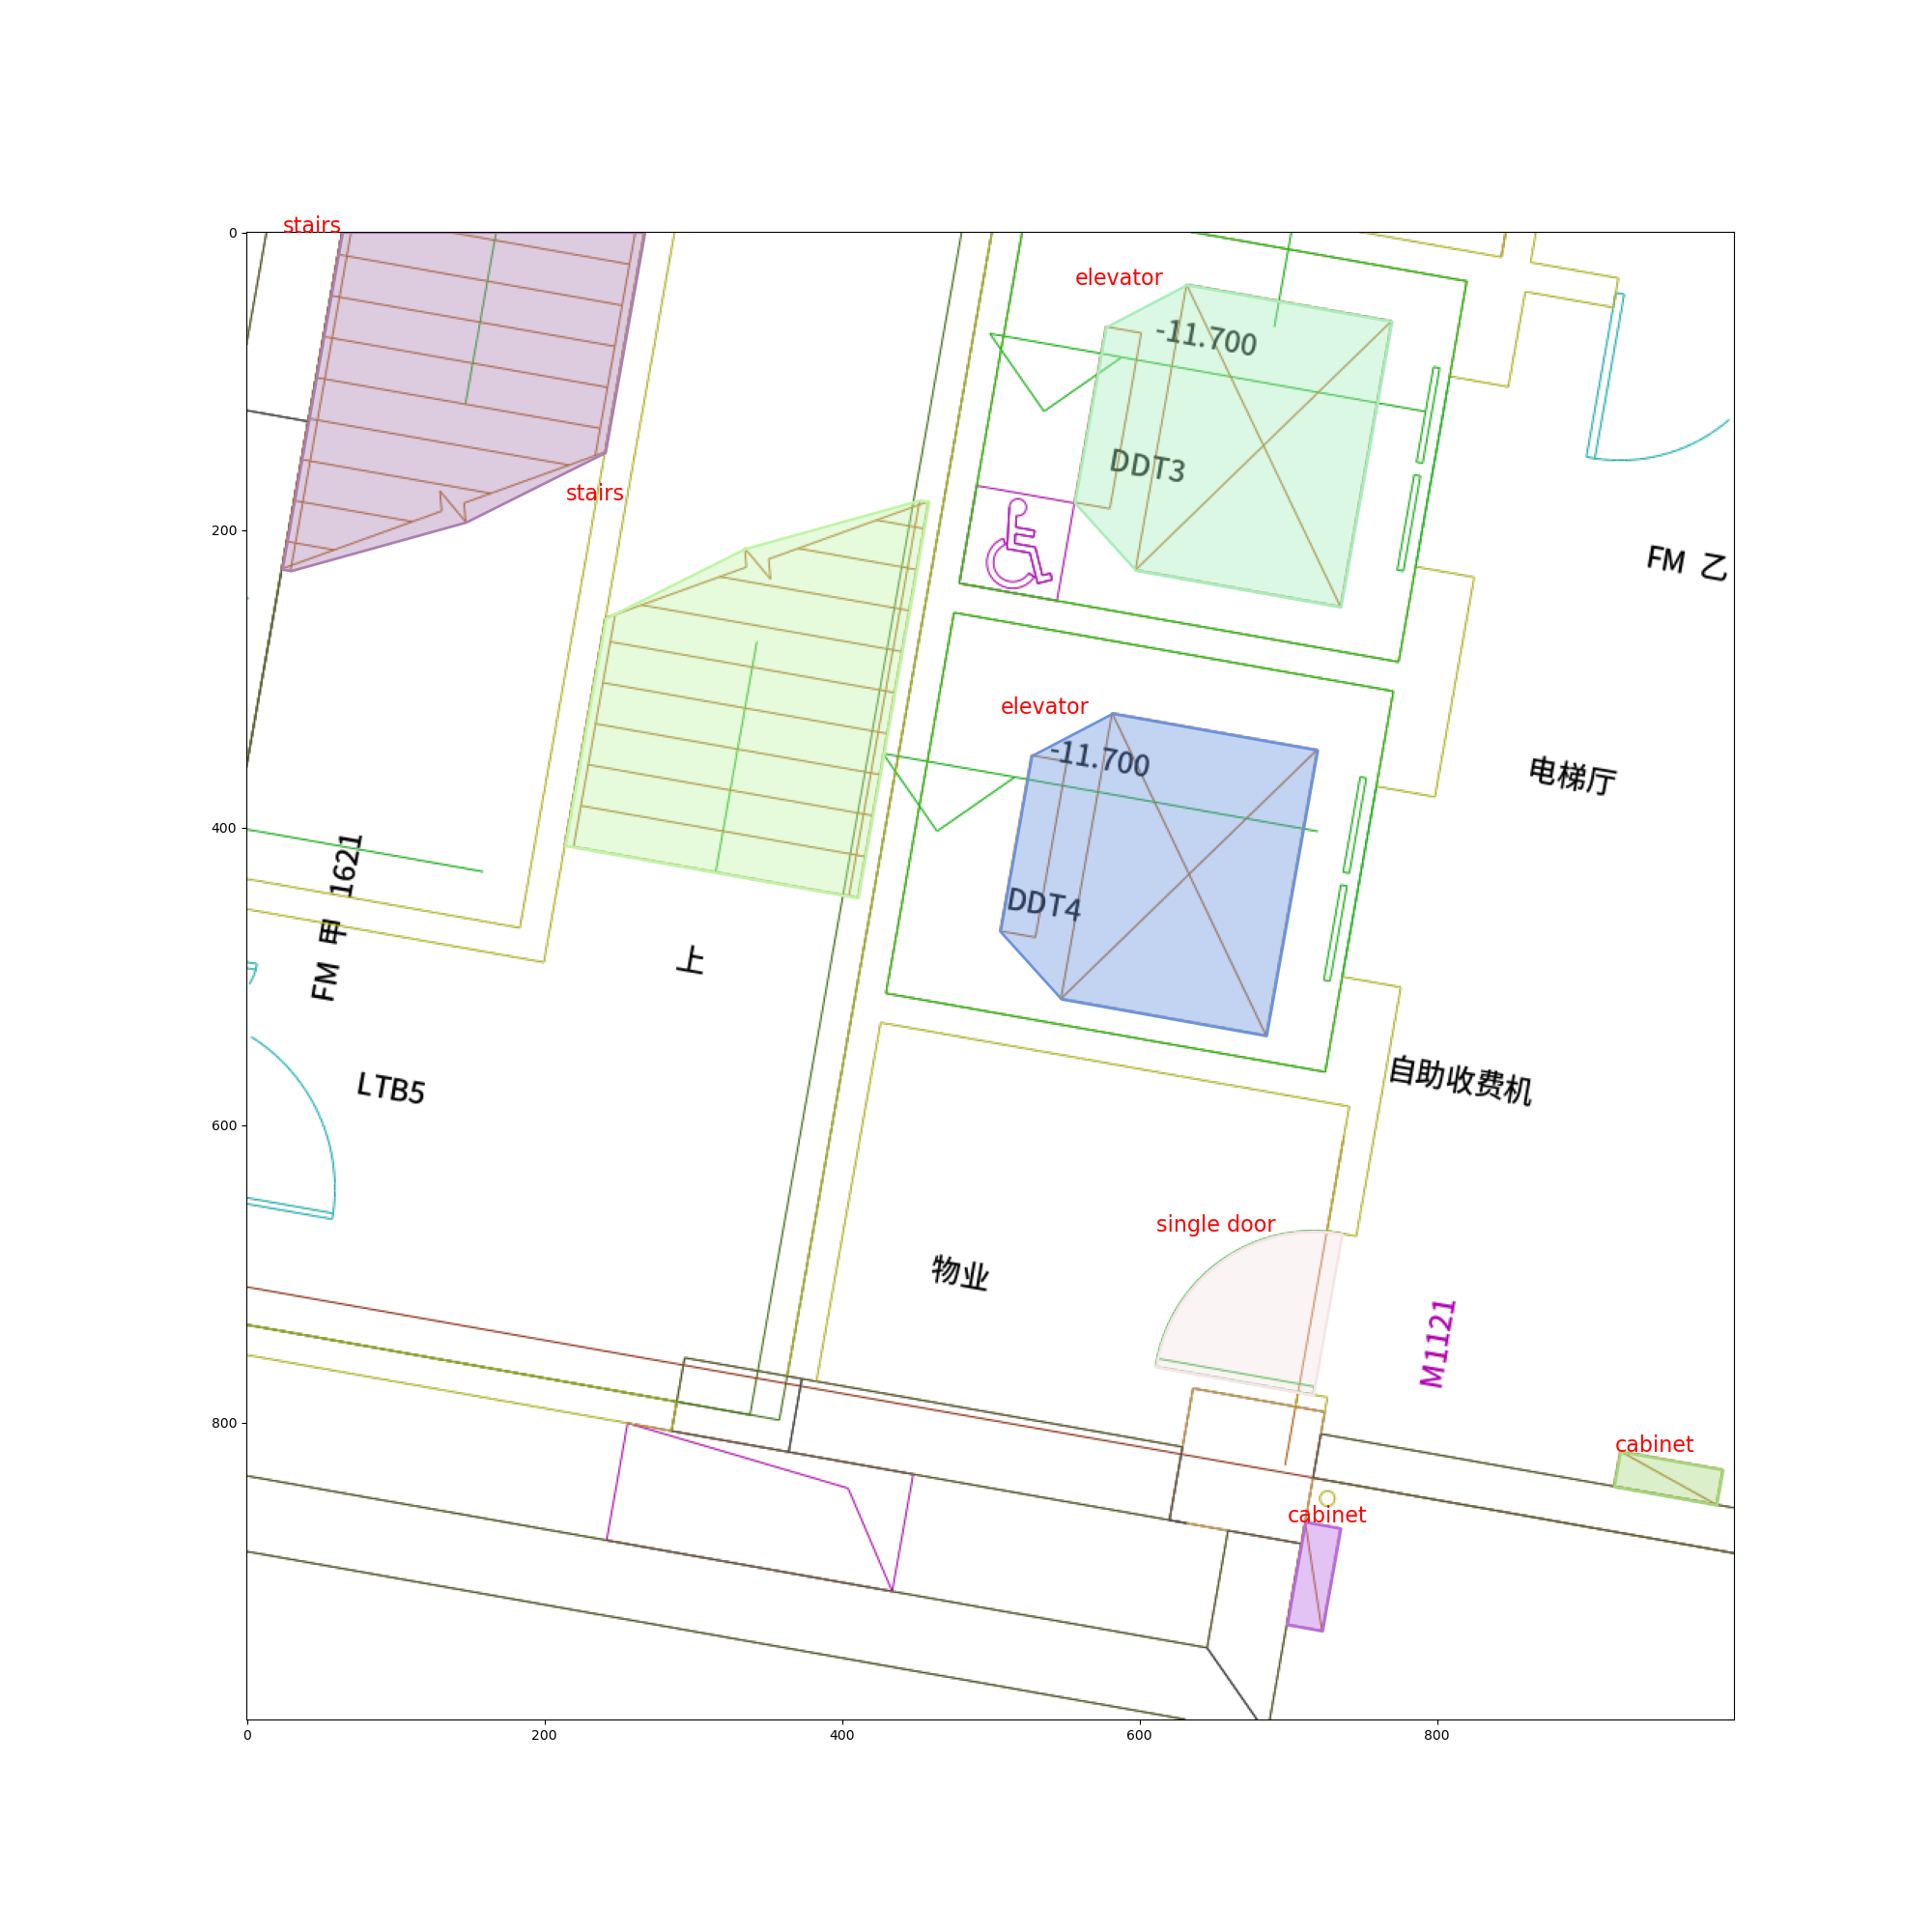 stairs
0
elevator
-11.700
DDT3
stairs
200
FM 乙
elevator
-11.700
电梯厅
400
FM 甲 1621
DDT4
上
自助收费机
LTB5
600
single door
物业
M1121
800
cabinet
cabinet
0
200
400
600
800